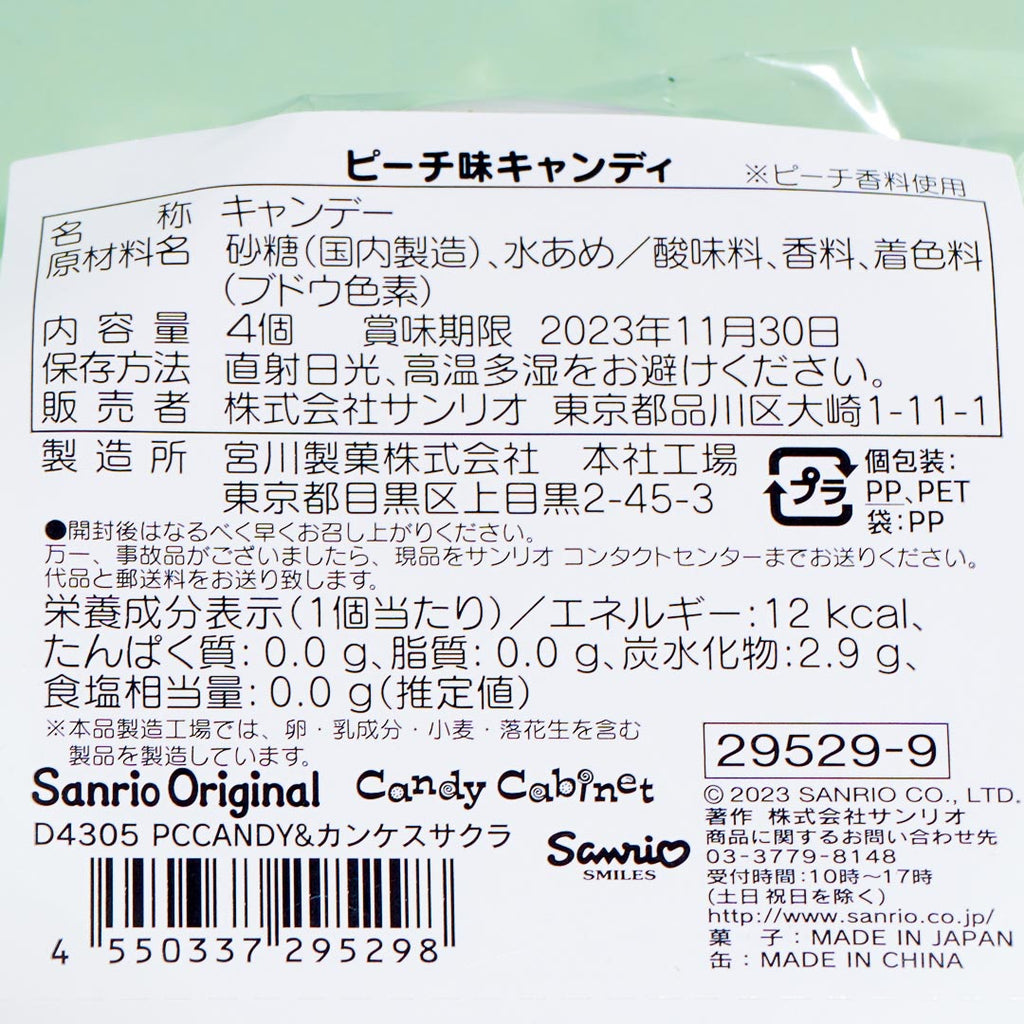 ピーチ味キャンディ ※ピーチ香料使用
名称 キャンデー
原材料名 砂糖(国内製造)、水あめ／酸味料、香料、着色料
(ブドウ色素)
内容量 4個 賞味期限 2023年11月30日
保存方法 直射日光、高温多湿をお避けください。
販売者 株式会社サンリオ 東京都品川区大崎1-11-1
製造所 宮川製菓株式会社 本社工場
東京都目黒区上目黒2-45-3
プラ
個包装:
PP、PET
袋:PP
●開封後はなるべく早くお召し上がりください。
万一、事故品がございましたら、現品をサンリオ コンタクトセンターまでお送りください。
代品と郵送料をお送り致します。
栄養成分表示(1個当たり)／エネルギー:12 kcal、
たんぱく質: 0.0 g、脂質: 0.0 g、炭水化物:2.9 g、
食塩相当量: 0.0 g(推定値)
※本品製造工場では、卵・乳成分・小麦・落花生を含む
製品を製造しています。
29529-9
Sanrio Original Candy Cabinet
D4305 PCCANDY&カンケスサクラ
4 550337 295298
Sanrio
SMILES
© 2023 SANRIO CO., LTD.
著作 株式会社サンリオ
商品に関するお問い合わせ先
03-3779-8148
受付時間:10時〜17時
(土日祝日を除く)
http://www.sanrio.co.jp/
菓子:MADE IN JAPAN
缶:MADE IN CHINA